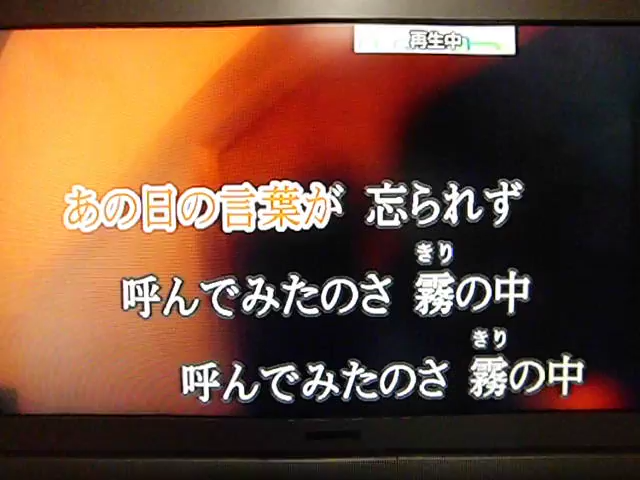 再生中
あの日の言葉が 忘られず
きり
呼んでみたのさ 霧の中
きり
呼んでみたのさ 霧の中